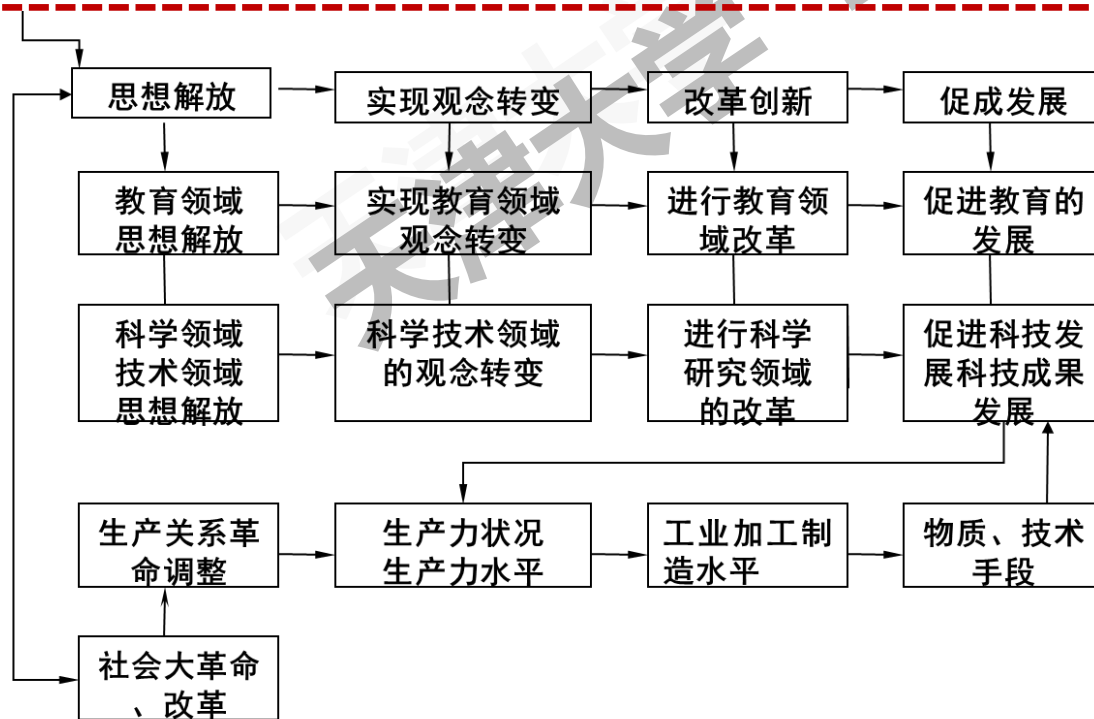 思想解放
实现观念转变
改革创新
促成发展
教育领域
思想解放
实现教育领域
观念转变
进行教育领
域改革
促进教育的
发展
科学领域
技术领域
思想解放
科学技术领域
的观念转变
进行科学
研究领域
的改革
促进科技发
展科技成果
发展
生产关系革
命调整
生产力状况
生产力水平
工业加工制
造水平
物质、技术
手段
社会大革命
、改革
天津大学